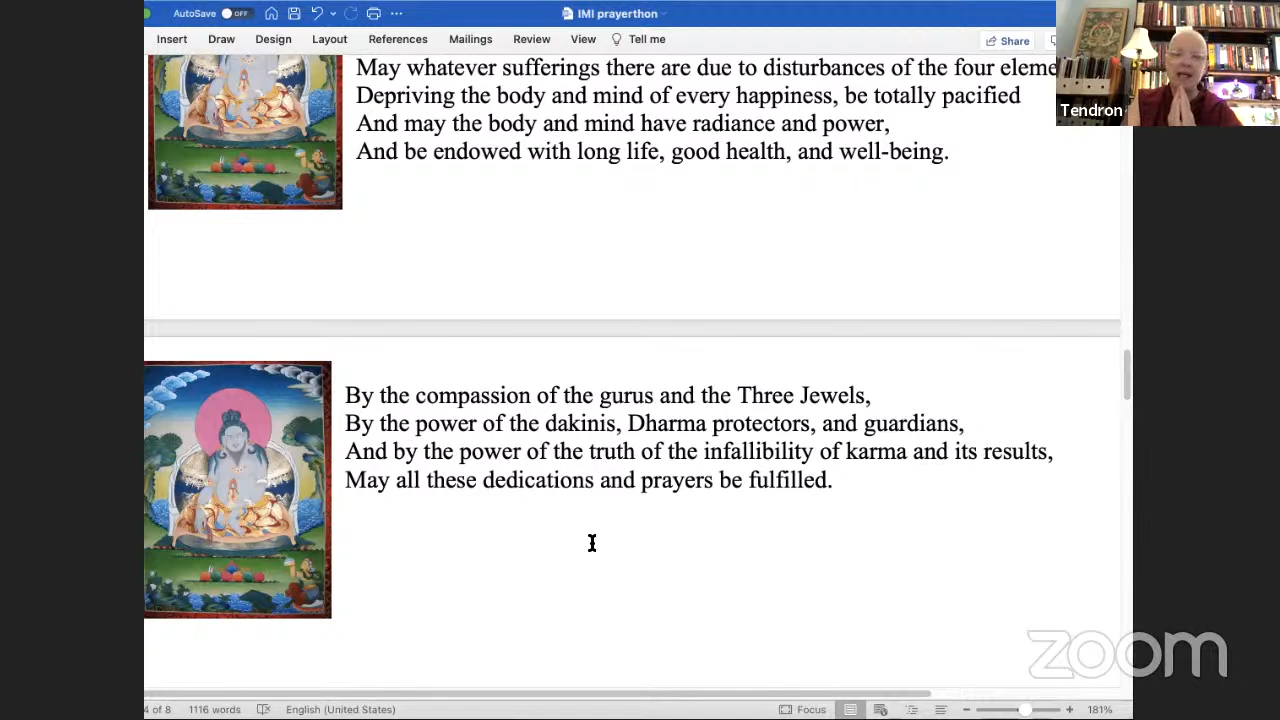 AutoSave OFF
IMI prayerthon
Insert Draw Design Layout References Mailings Review View Tell me
Share
May whatever sufferings there are due to disturbances of the four eleme
Depriving the body and mind of every happiness, be totally pacified
And may the body and mind have radiance and power,
And be endowed with long life, good health, and well-being.
Tendron
By the compassion of the gurus and the Three Jewels,
By the power of the dakinis, Dharma protectors, and guardians,
And by the power of the truth of the infallibility of karma and its results,
May all these dedications and prayers be fulfilled.
zoom
4 of 8 1116 words English (United States) Focus 181%